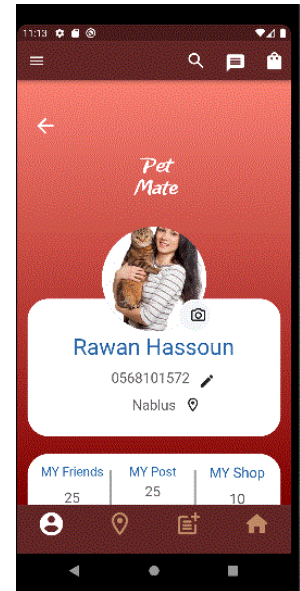 11:13
Pet
Mate
Rawan Hassoun
0568101572
Nablus
MY Friends MY Post MY Shop
25 25 10